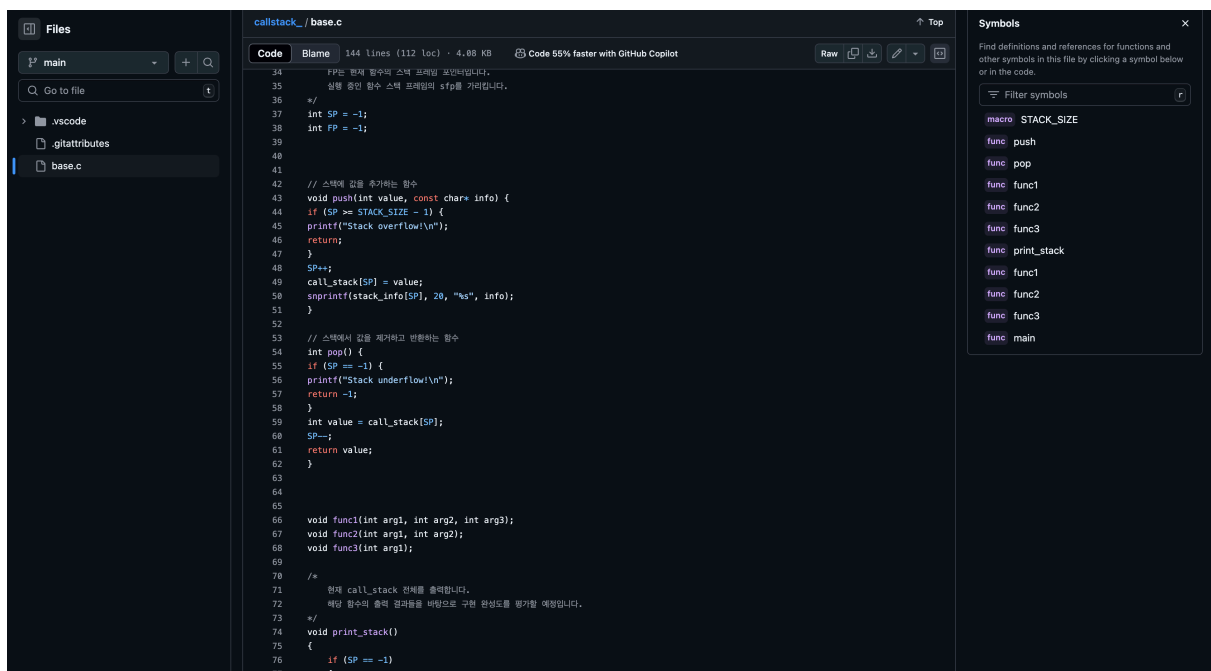 Files
main
Go to file
t
.vscode
.gitattributes
base.c
callstack_ / base.c
Top
Code
Blame
144 lines (112 loc) · 4.08 KB
Code 55% faster with GitHub Copilot
Raw
34 FP는 현재 함수의 스택 프레임 포인터입니다.
35 실행 중인 함수 스택 프레임의 sfp를 가리킵니다.
36 */
37 int SP = -1;
38 int FP = -1;
39
40
41
42 // 스택에 값을 추가하는 함수
43 void push(int value, const char* info) {
44 if (SP >= STACK_SIZE - 1) {
45 printf("Stack overflow!\n");
46 return;
47 }
48 SP++;
49 call_stack[SP] = value;
50 snprintf(stack_info[SP], 20, "%s", info);
51 }
52
53 // 스택에서 값을 제거하고 반환하는 함수
54 int pop() {
55 if (SP == -1) {
56 printf("Stack underflow!\n");
57 return -1;
58 }
59 int value = call_stack[SP];
60 SP--;
61 return value;
62 }
63
64
65
66 void func1(int arg1, int arg2, int arg3);
67 void func2(int arg1, int arg2);
68 void func3(int arg1);
69
70 /*
71 현재 call_stack 전체를 출력합니다.
72 해당 함수의 출력 결과들을 바탕으로 구현 완성도를 평가할 예정입니다.
73 */
74 void print_stack()
75 {
76 if (SP == -1)
Symbols
Find definitions and references for functions and
other symbols in this file by clicking a symbol below
or in the code.
Filter symbols
r
macro STACK_SIZE
func push
func pop
func func1
func func2
func func3
func print_stack
func func1
func func2
func func3
func main